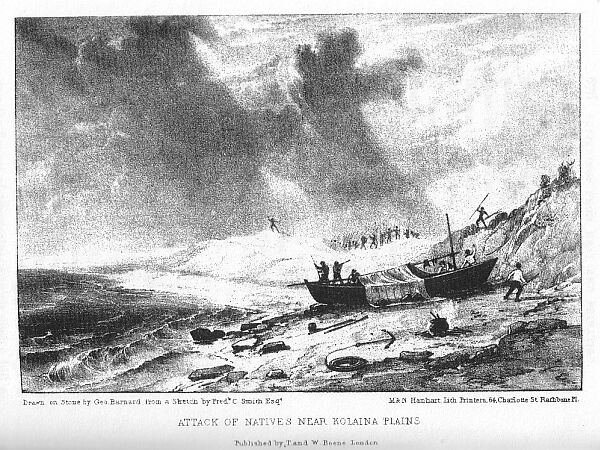 Drawn on Stone by Geo. Barnard from a Sketch by Fredk. C. Smith Esqr. M & N Hanhart Lith Printers, 64, Charlotte St Rathbone Pl.
ATTACK OF NATIVES NEAR KOLAINA PLAINS
Published by T. and W. Boone London